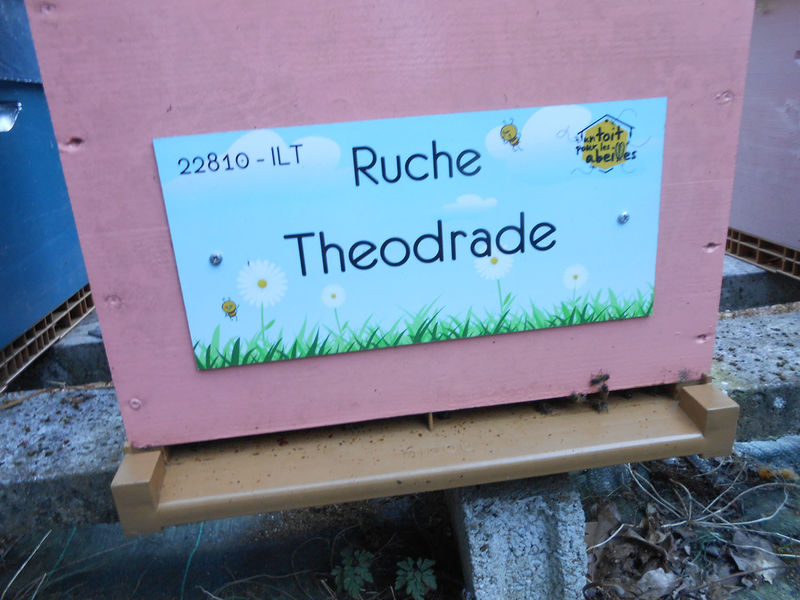 22810 - ILT
Ruche
Theodrade
un toit
pour les
abeilles